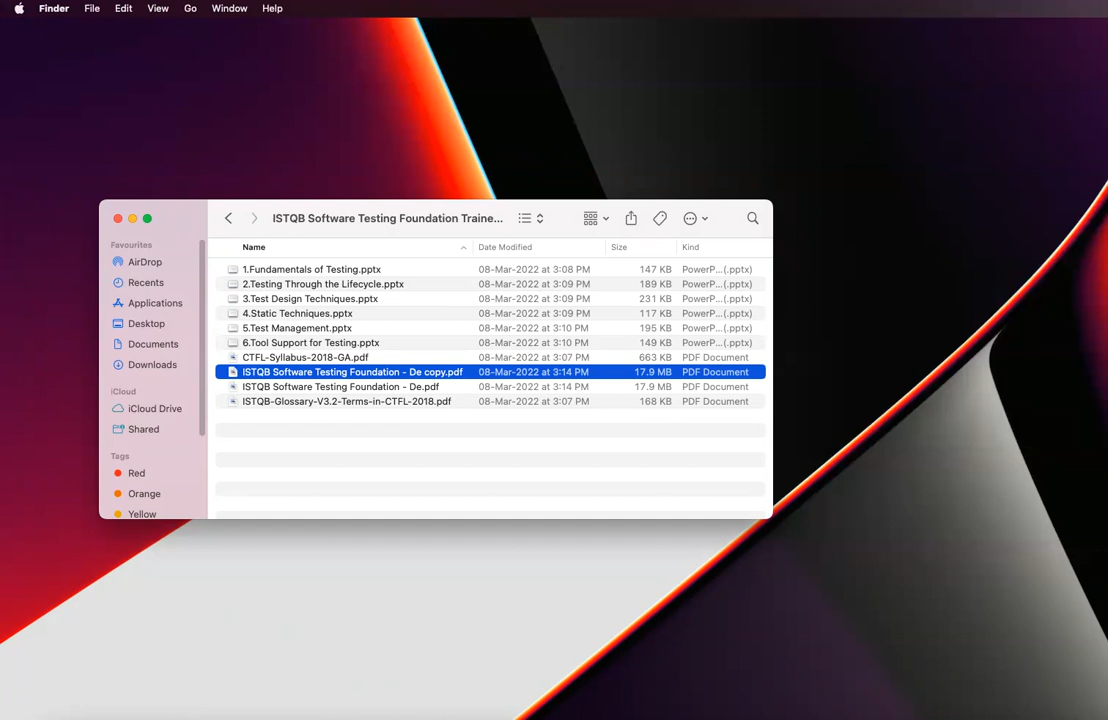 Finder File Edit View Go Window Help
ISTQB Software Testing Foundation Traine...
Favourites
AirDrop
Recents
Applications
Desktop
Documents
Downloads
iCloud
iCloud Drive
Shared
Tags
Red
Orange
Yellow
Name Date Modified Size Kind
1.Fundamentals of Testing.pptx 08-Mar-2022 at 3:08 PM 147 KB PowerP...(.pptx)
2.Testing Through the Lifecycle.pptx 08-Mar-2022 at 3:09 PM 189 KB PowerP...(.pptx)
3.Test Design Techniques.pptx 08-Mar-2022 at 3:09 PM 231 KB PowerP...(.pptx)
4.Static Techniques.pptx 08-Mar-2022 at 3:09 PM 117 KB PowerP...(.pptx)
5.Test Management.pptx 08-Mar-2022 at 3:10 PM 195 KB PowerP...(.pptx)
6.Tool Support for Testing.pptx 08-Mar-2022 at 3:10 PM 149 KB PowerP...(.pptx)
CTFL-Syllabus-2018-GA.pdf 08-Mar-2022 at 3:07 PM 663 KB PDF Document
ISTQB Software Testing Foundation - De copy.pdf 08-Mar-2022 at 3:14 PM 17.9 MB PDF Document
ISTQB Software Testing Foundation - De.pdf 08-Mar-2022 at 3:14 PM 17.9 MB PDF Document
ISTQB-Glossary-V3.2-Terms-in-CTFL-2018.pdf 08-Mar-2022 at 3:07 PM 168 KB PDF Document